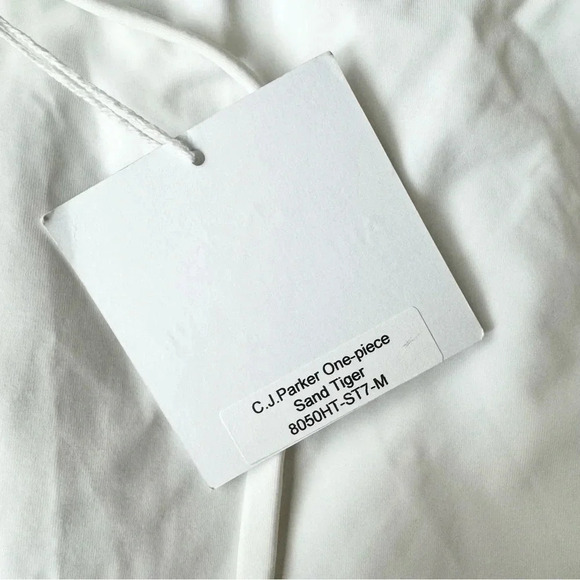 C.J.Parker One-piece
Sand Tiger
8050HT-ST7-M